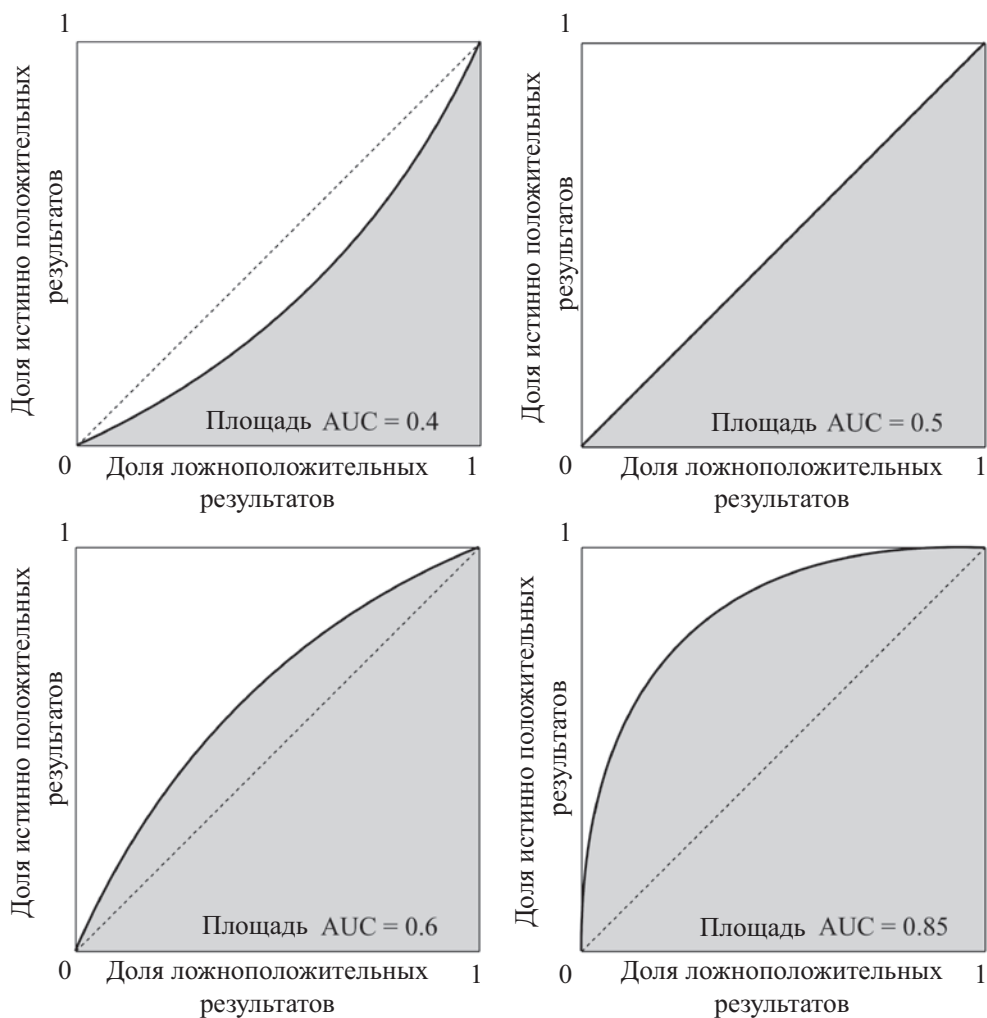 1
Доля истинно положительных
результатов
Площадь AUC = 0.4
0
Доля ложноположительных
результатов
1
1
Доля истинно положительных
результатов
Площадь AUC = 0.5
0
Доля ложноположительных
результатов
1
1
Доля истинно положительных
результатов
Площадь AUC = 0.6
0
Доля ложноположительных
результатов
1
1
Доля истинно положительных
результатов
Площадь AUC = 0.85
0
Доля ложноположительных
результатов
1